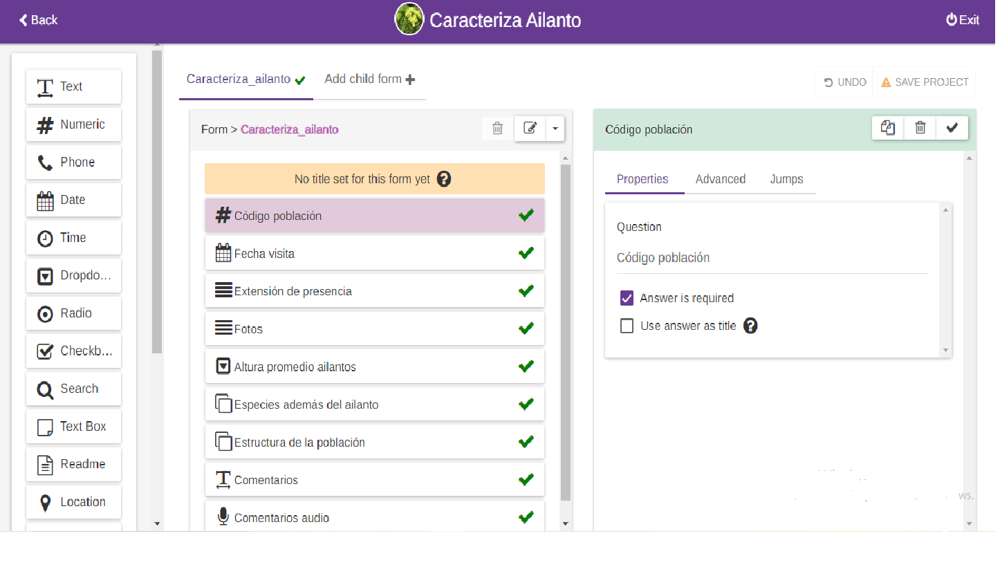 Back
Caracteriza Ailanto
Exit
Text
Numeric
Phone
Date
Time
Dropdo...
Radio
Checkb...
Search
Text Box
Readme
Location
Caracteriza_ailanto
Add child form
UNDO
SAVE PROJECT
Form > Caracteriza_ailanto
No title set for this form yet
Código población
Fecha visita
Extensión de presencia
Fotos
Altura promedio ailantos
Especies además del ailanto
Estructura de la población
Comentarios
Comentarios audio
Código población
Properties
Advanced
Jumps
Question
Código población
Answer is required
Use answer as title
ws.